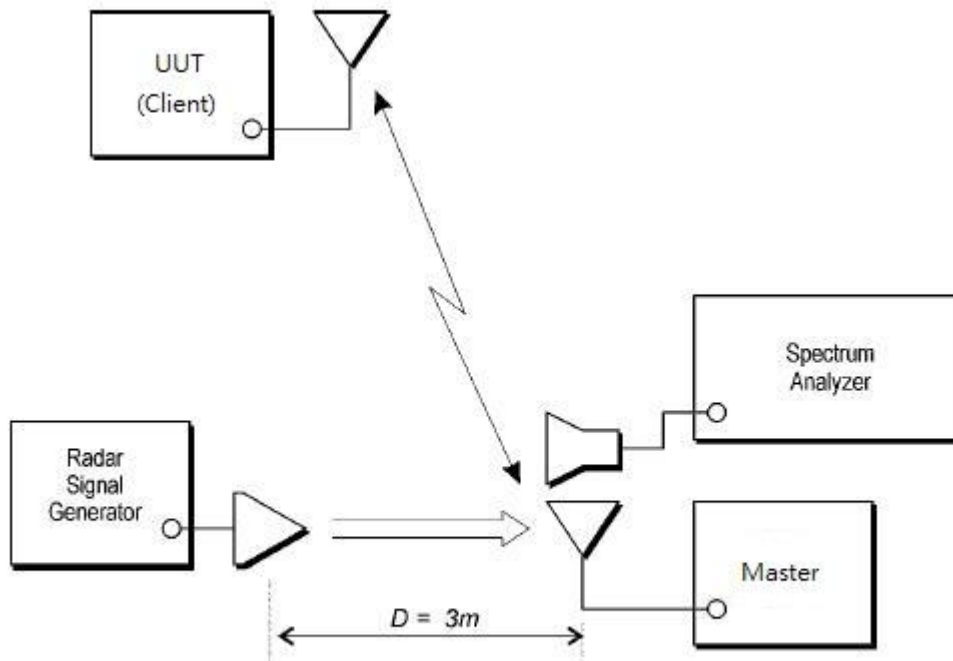 UUT
(Client)
Spectrum
Analyzer
Radar
Signal
Generator
Master
D = 3m